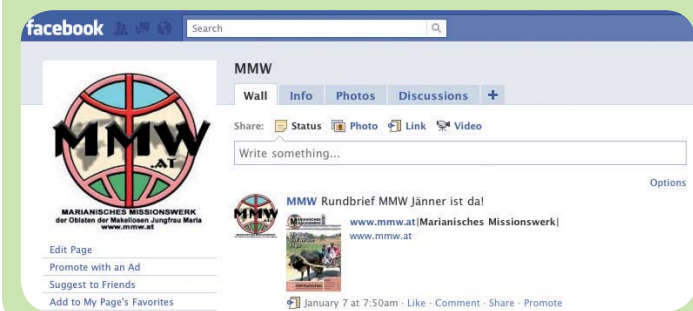 facebook
Search
MMW
Wall Info Photos Discussions +
Share: Status Photo Link Video
Write something...
Options
MMW
.AT
MARIANISCHES MISSIONSWERK
der Oblaten der Makellosen Jungfrau Maria
www.mmw.at
Edit Page
Promote with an Ad
Suggest to Friends
Add to My Page's Favorites
MMW
MMW Rundbrief MMW Jänner ist da!
www.mmw.at|Marianisches Missionswerk|
www.mmw.at
January 7 at 7:50am · Like · Comment · Share · Promote